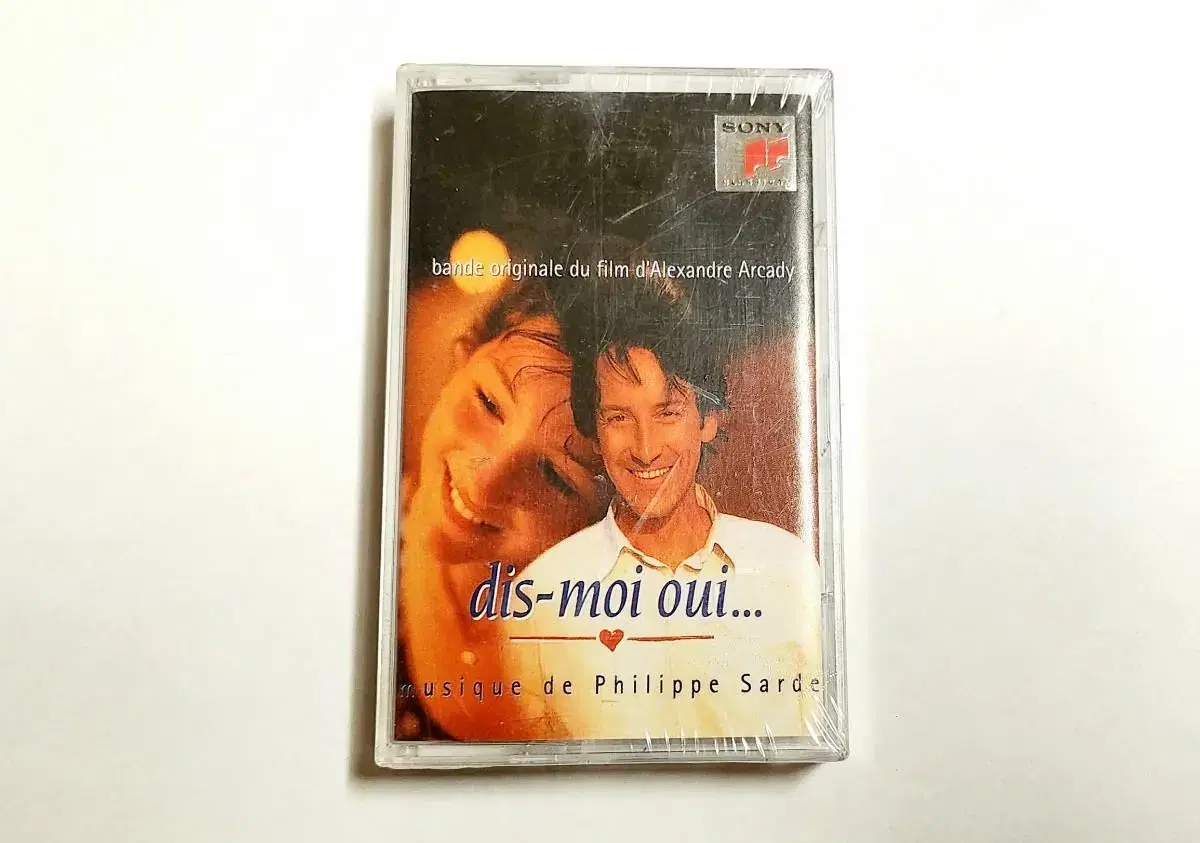 SONY
bande originale du film d'Alexandre Arcady
dis-moi oui...
musique de Philippe Sarde